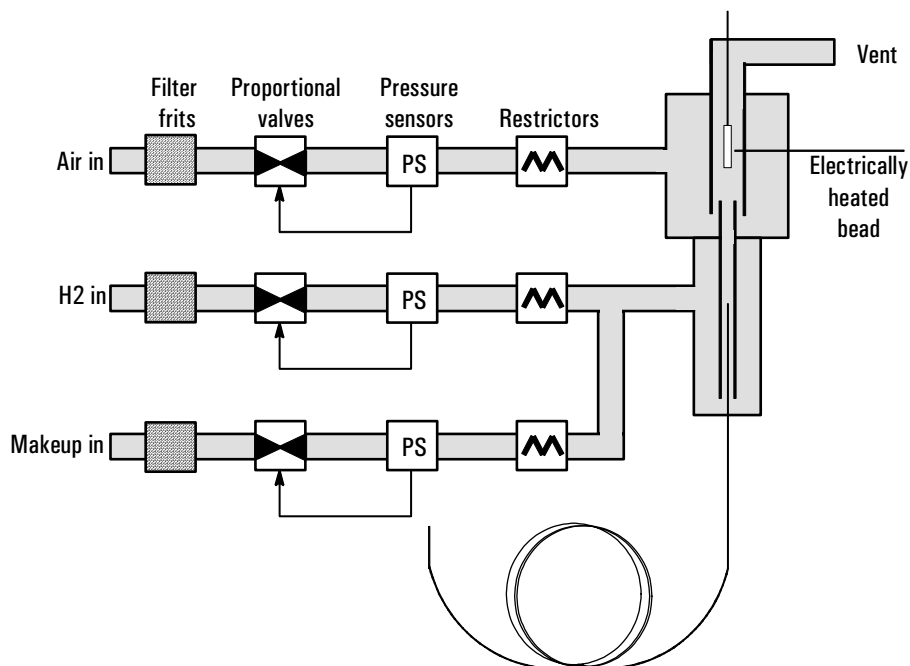 Vent
Filter
frits
Proportional
valves
Pressure
sensors
Restrictors
Air in
PS
Electrically
heated
bead
H2 in
PS
Makeup in
PS